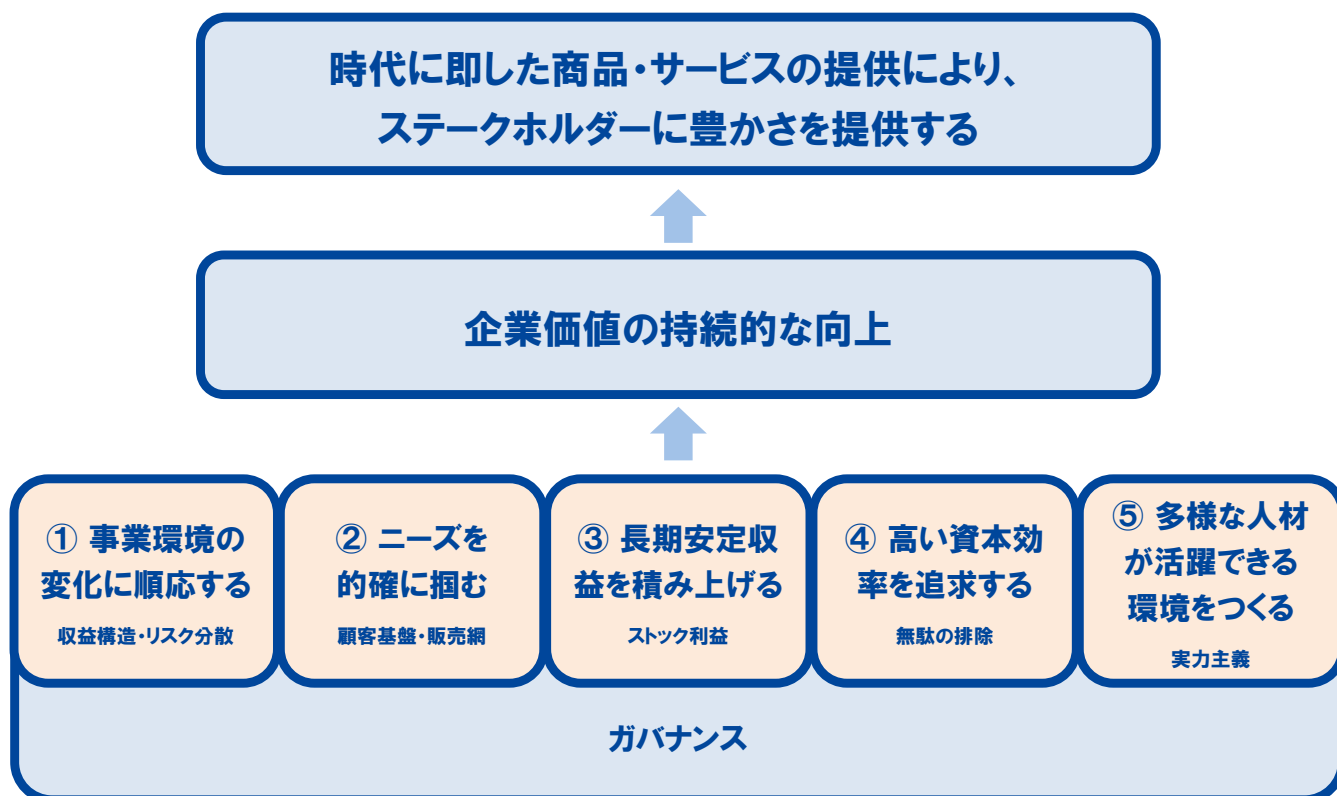 時代に即した商品・サービスの提供により、
ステークホルダーに豊かさを提供する
企業価値の持続的な向上
① 事業環境の
変化に順応する
収益構造・リスク分散
② ニーズを
的確に掴む
顧客基盤・販売網
③ 長期安定収
益を積み上げる
ストック利益
④ 高い資本効
率を追求する
無駄の排除
⑤ 多様な人材
が活躍できる
環境をつくる
実力主義
ガバナンス